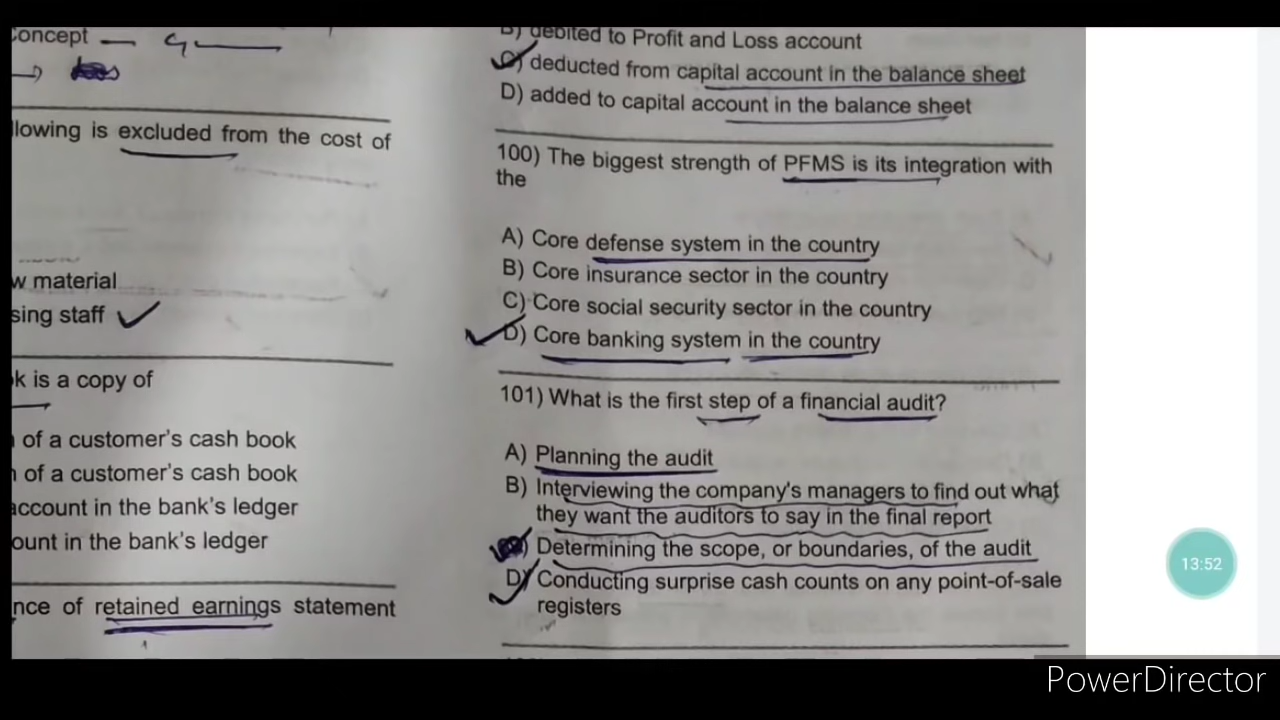 oncept
llowing is excluded from the cost of
w material
sing staff
k is a copy of
of a customer's cash book
of a customer's cash book
account in the bank's ledger
ount in the bank's ledger
nce of retained earnings statement
B) debited to Profit and Loss account
C) deducted from capital account in the balance sheet
D) added to capital account in the balance sheet
100) The biggest strength of PFMS is its integration with
the
A) Core defense system in the country
B) Core insurance sector in the country
C) Core social security sector in the country
D) Core banking system in the country
101) What is the first step of a financial audit?
A) Planning the audit
B) Interviewing the company's managers to find out what
they want the auditors to say in the final report
Determining the scope, or boundaries, of the audit
D) Conducting surprise cash counts on any point-of-sale
registers
13:52
PowerDirector